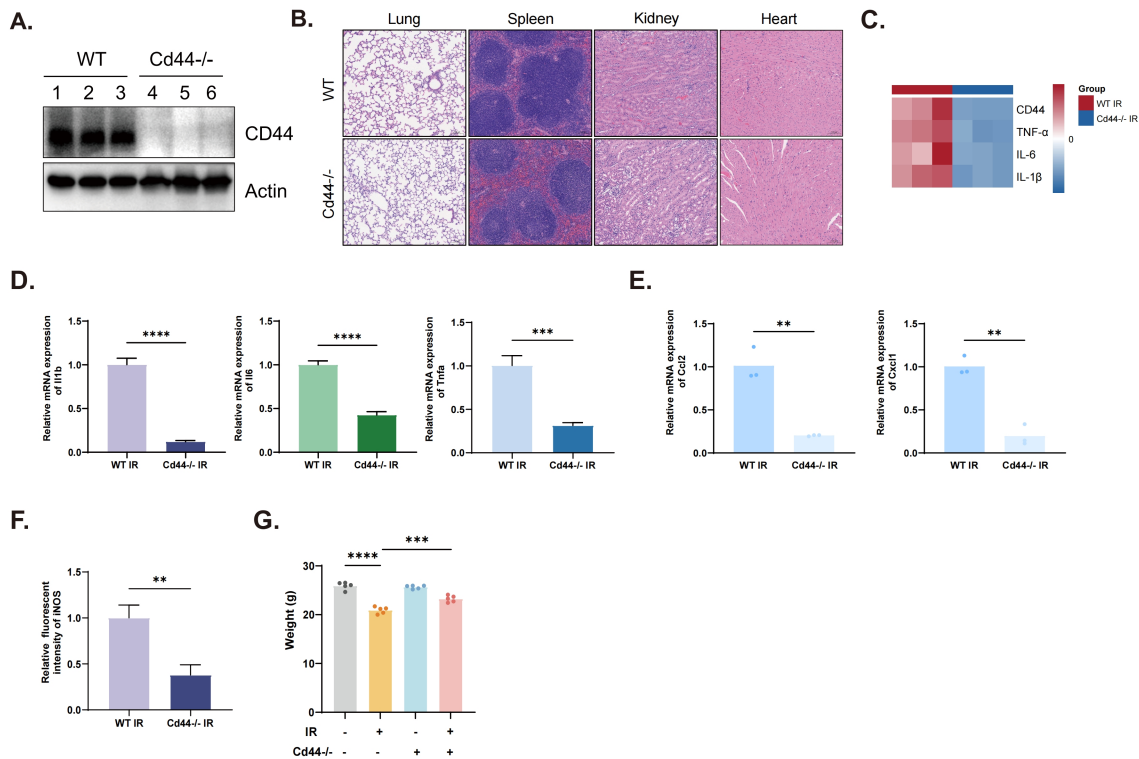 A.
WT Cd44-/-
1 2 3 4 5 6
CD44
Actin
B.
Lung Spleen Kidney Heart
WT
Cd44-/-
C.
Group
WT IR
Cd44-/- IR
0
CD44
TNF-α
IL-6
IL-1β
D.
Relative mRNA expression
of Il1b
1.5
1.0
0.5
0.0
****
WT IR Cd44-/- IR
Relative mRNA expression
of Il6
1.5
1.0
0.5
0.0
****
WT IR Cd44-/- IR
Relative mRNA expression
of Tnfa
1.5
1.0
0.5
0.0
***
WT IR Cd44-/- IR
E.
Relative mRNA expression
of Ccl2
1.5
1.0
0.5
0.0
**
WT IR Cd44-/- IR
Relative mRNA expression
of Cxcl1
1.5
1.0
0.5
0.0
**
WT IR Cd44-/- IR
F.
Relative fluorescent
intensity of iNOS
1.5
1.0
0.5
0.0
**
WT IR Cd44-/- IR
G.
Weight (g)
30
20
10
0
**** ***
IR - + - +
Cd44-/- - - + +